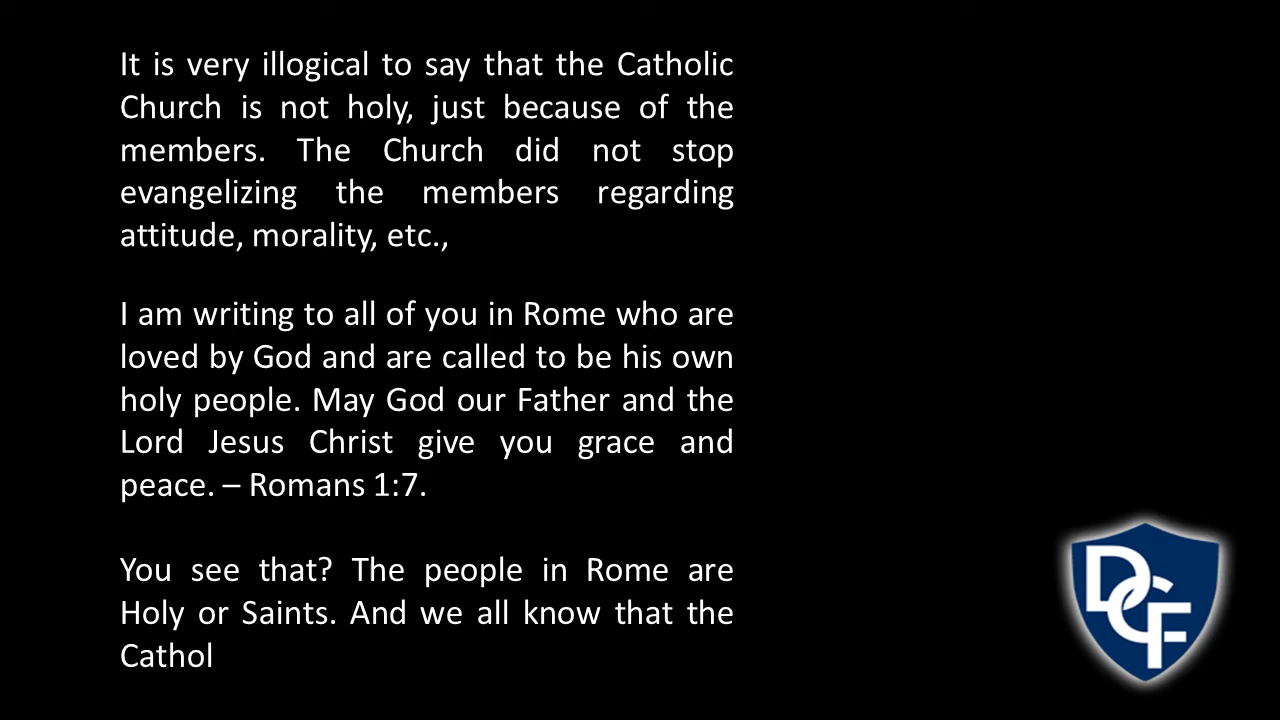 It is very illogical to say that the Catholic
Church is not holy, just because of the
members. The Church did not stop
evangelizing the members regarding
attitude, morality, etc.,
I am writing to all of you in Rome who are
loved by God and are called to be his own
holy people. May God our Father and the
Lord Jesus Christ give you grace and
peace. – Romans 1:7.
You see that? The people in Rome are
Holy or Saints. And we all know that the
Cathol
DCF